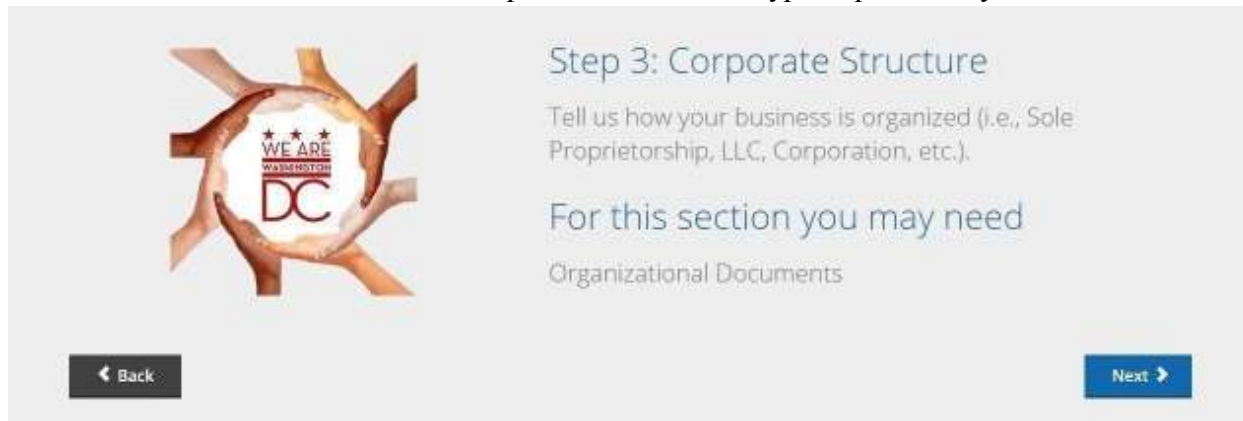 Step 3: Corporate Structure
Tell us how your business is organized (i.e., Sole
Proprietorship, LLC, Corporation, etc.).
WE ARE
WASHINGTON
DC
For this section you may need
Organizational Documents
Back
Next